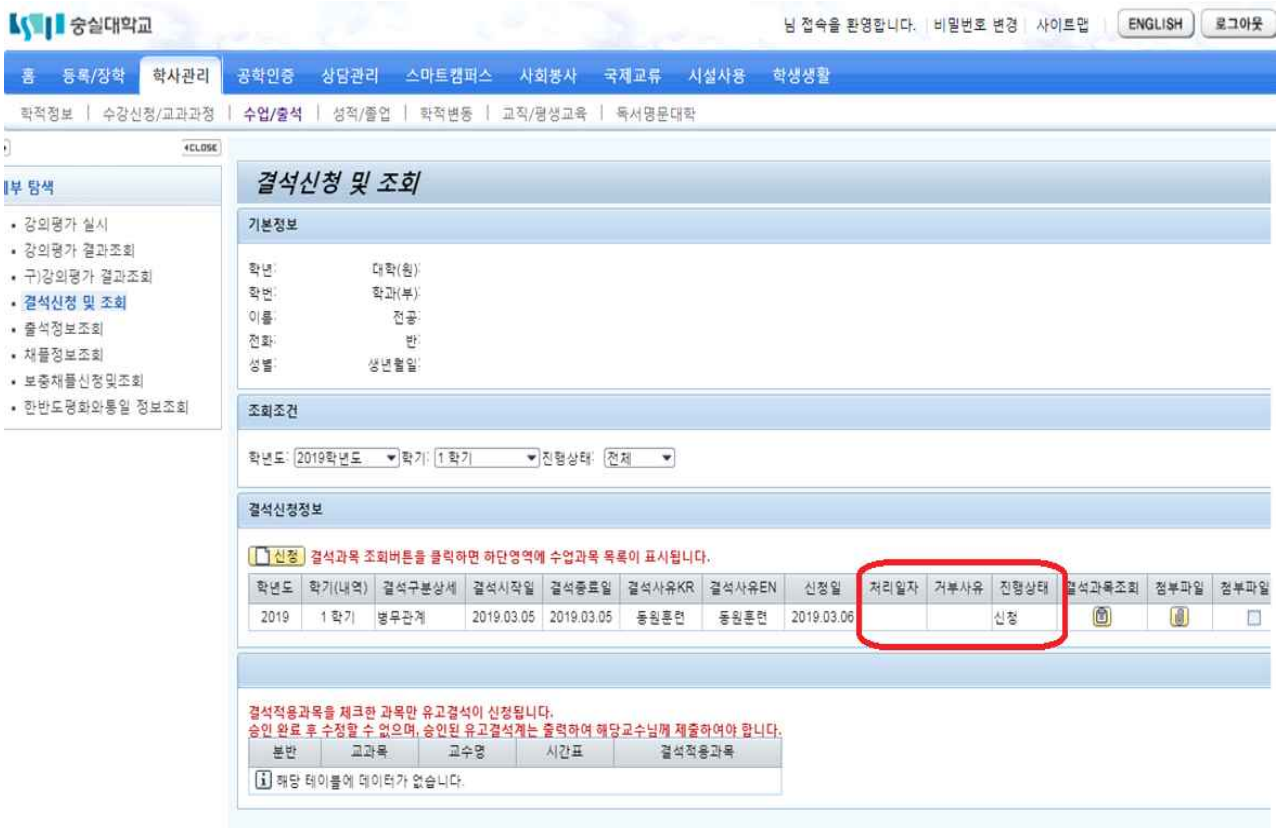 숭실대학교
님 접속을 환영합니다. 비밀번호 변경 사이트맵 ENGLISH 로그아웃
홈 등록/장학 학사관리 공학인증 상담관리 스마트캠퍼스 사회봉사 국제교류 시설사용 학생생활
학적정보 | 수강신청/교과과정 | 수업/출석 | 성적/졸업 | 학적변동 | 교직/평생교육 | 독서명문대학
CLOSE
부 탐색
• 강의평가 실시
• 강의평가 결과조회
• 구)강의평가 결과조회
• 결석신청 및 조회
• 출석정보조회
• 채플정보조회
• 보충채플신청및조회
• 한반도평화와통일 정보조회
결석신청 및 조회
기본정보
학년: 대학(원):
학번: 학과(부):
이름: 전공:
전화: 반:
성별: 생년월일:
조회조건
학년도: 2019학년도 학기: 1 학기 진행상태: 전체
결석신청정보
신청 결석과목 조회버튼을 클릭하면 하단영역에 수업과목 목록이 표시됩니다.
학년도 학기(내역) 결석구분상세 결석시작일 결석종료일 결석사유KR 결석사유EN 신청일 처리일자 거부사유 진행상태 결석과목조회 첨부파일 첨부파일
2019 1 학기 병무관계 2019.03.05 2019.03.05 동원훈련 동원훈련 2019.03.06 신청
결석적용과목을 체크한 과목만 유고결석이 신청됩니다.
승인 완료 후 수정할 수 없으며, 승인된 유고결석계는 출력하여 해당교수님께 제출하여야 합니다.
분반 교과목 교수명 시간표 결석적용과목
해당 테이블에 데이터가 없습니다.